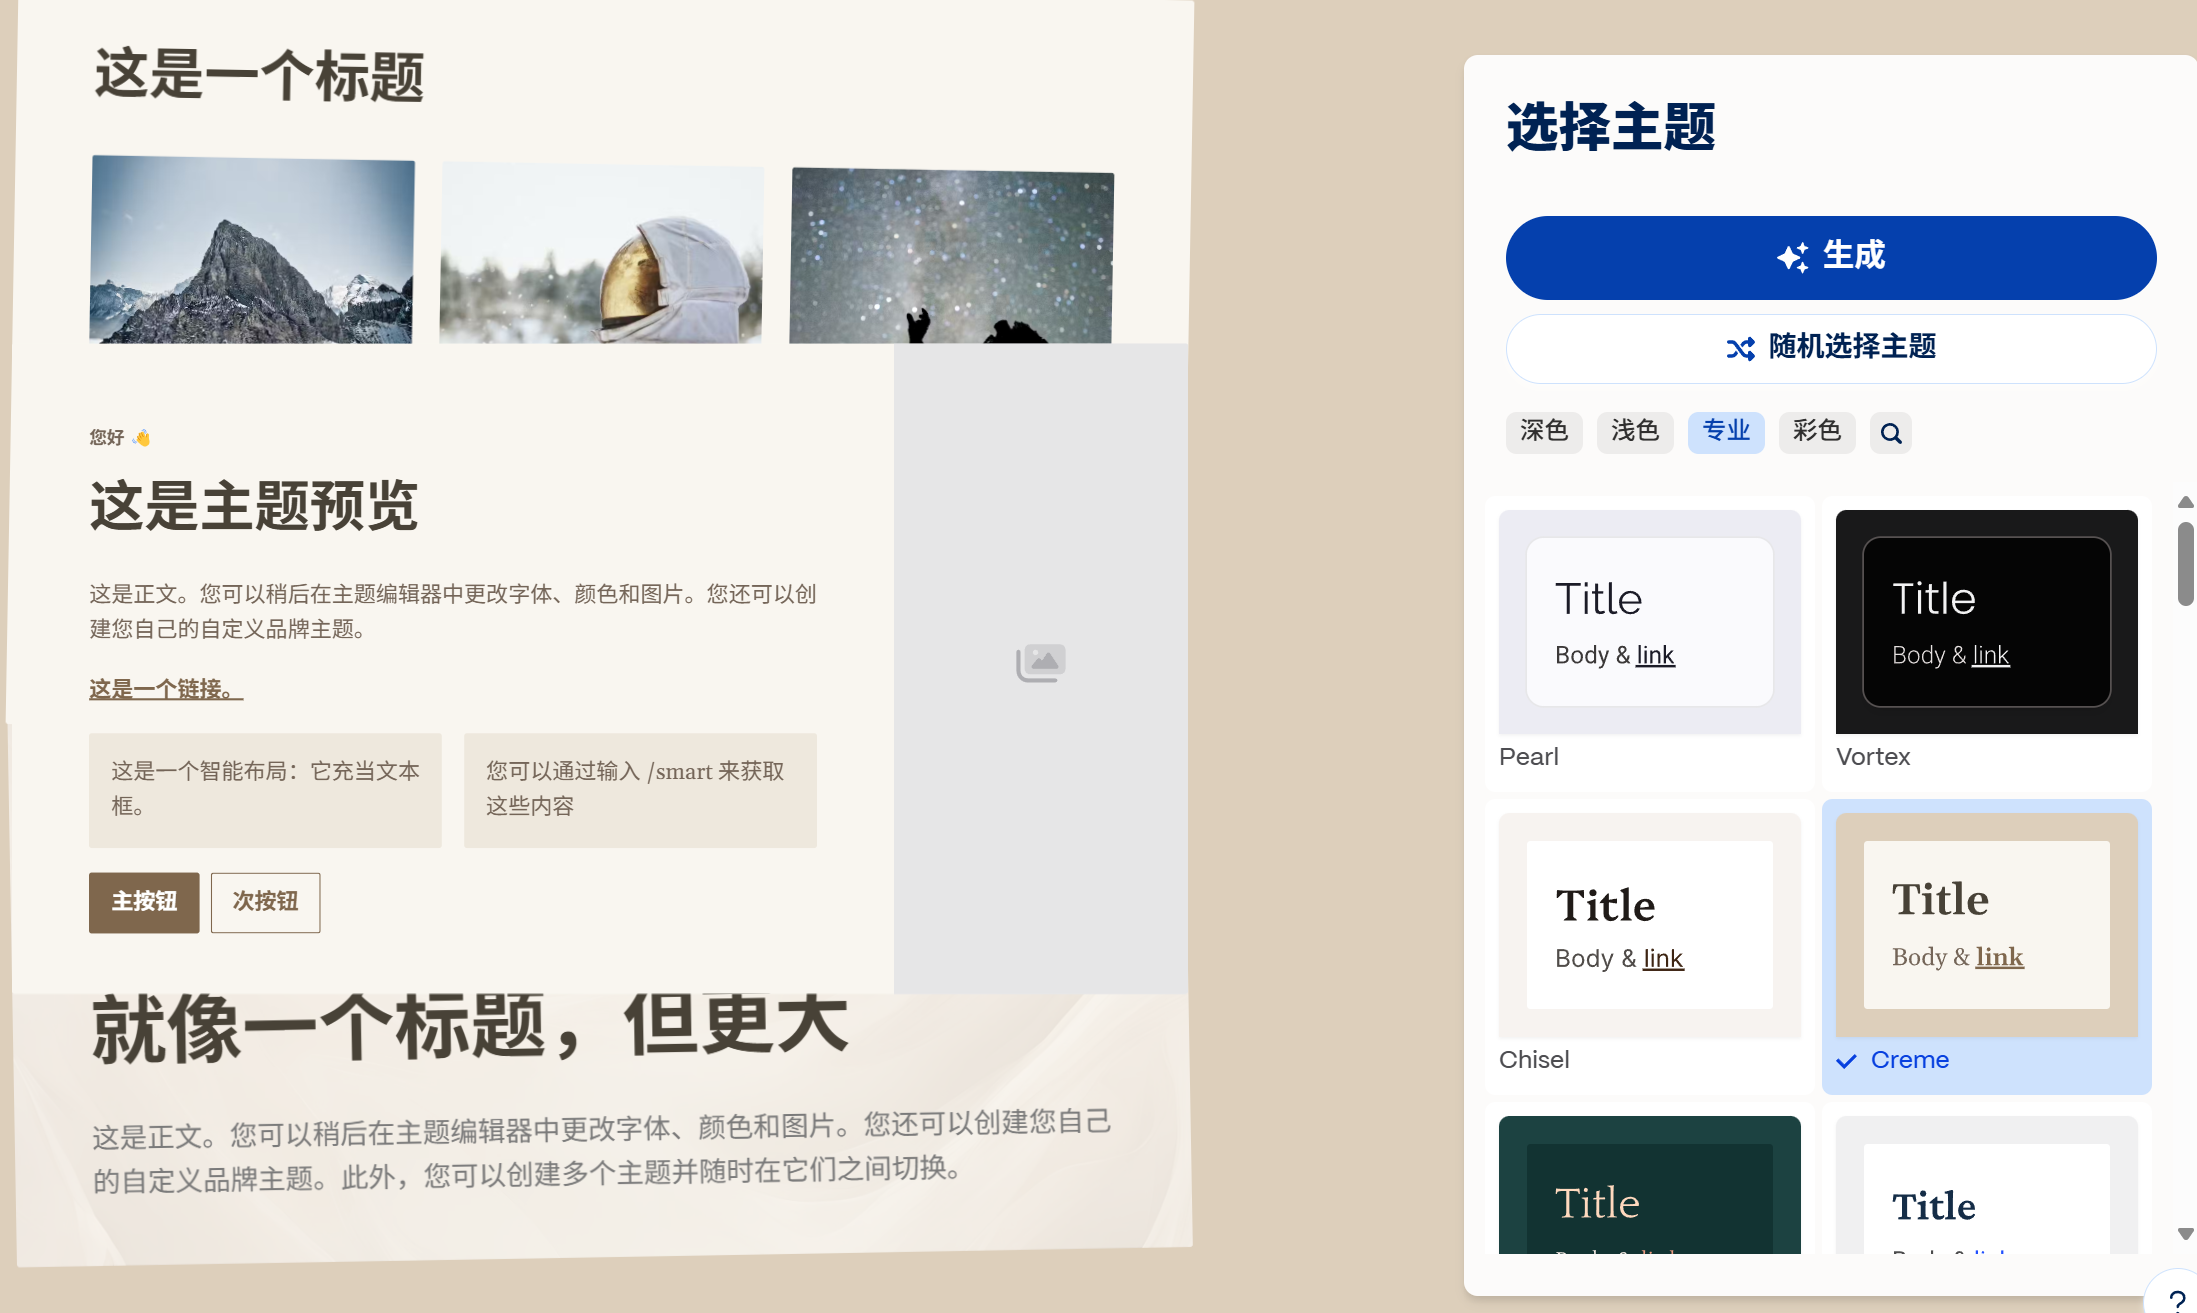 这是一个标题
您好 👋
这是主题预览
这是正文。您可以稍后在主题编辑器中更改字体、颜色和图片。您还可以创
建您自己的自定义品牌主题。
这是一个链接。
这是一个智能布局：它充当文本
框。
您可以通过输入 /smart 来获取
这些内容
主按钮
次按钮
就像一个标题，但更大
这是正文。您可以稍后在主题编辑器中更改字体、颜色和图片。您还可以创建您自己
的自定义品牌主题。此外，您可以创建多个主题并随时在它们之间切换。
选择主题
生成
随机选择主题
深色
浅色
专业
彩色
Title
Body & link
Pearl
Title
Body & link
Vortex
Title
Body & link
Chisel
Title
Body & link
Creme
Title
Title
?